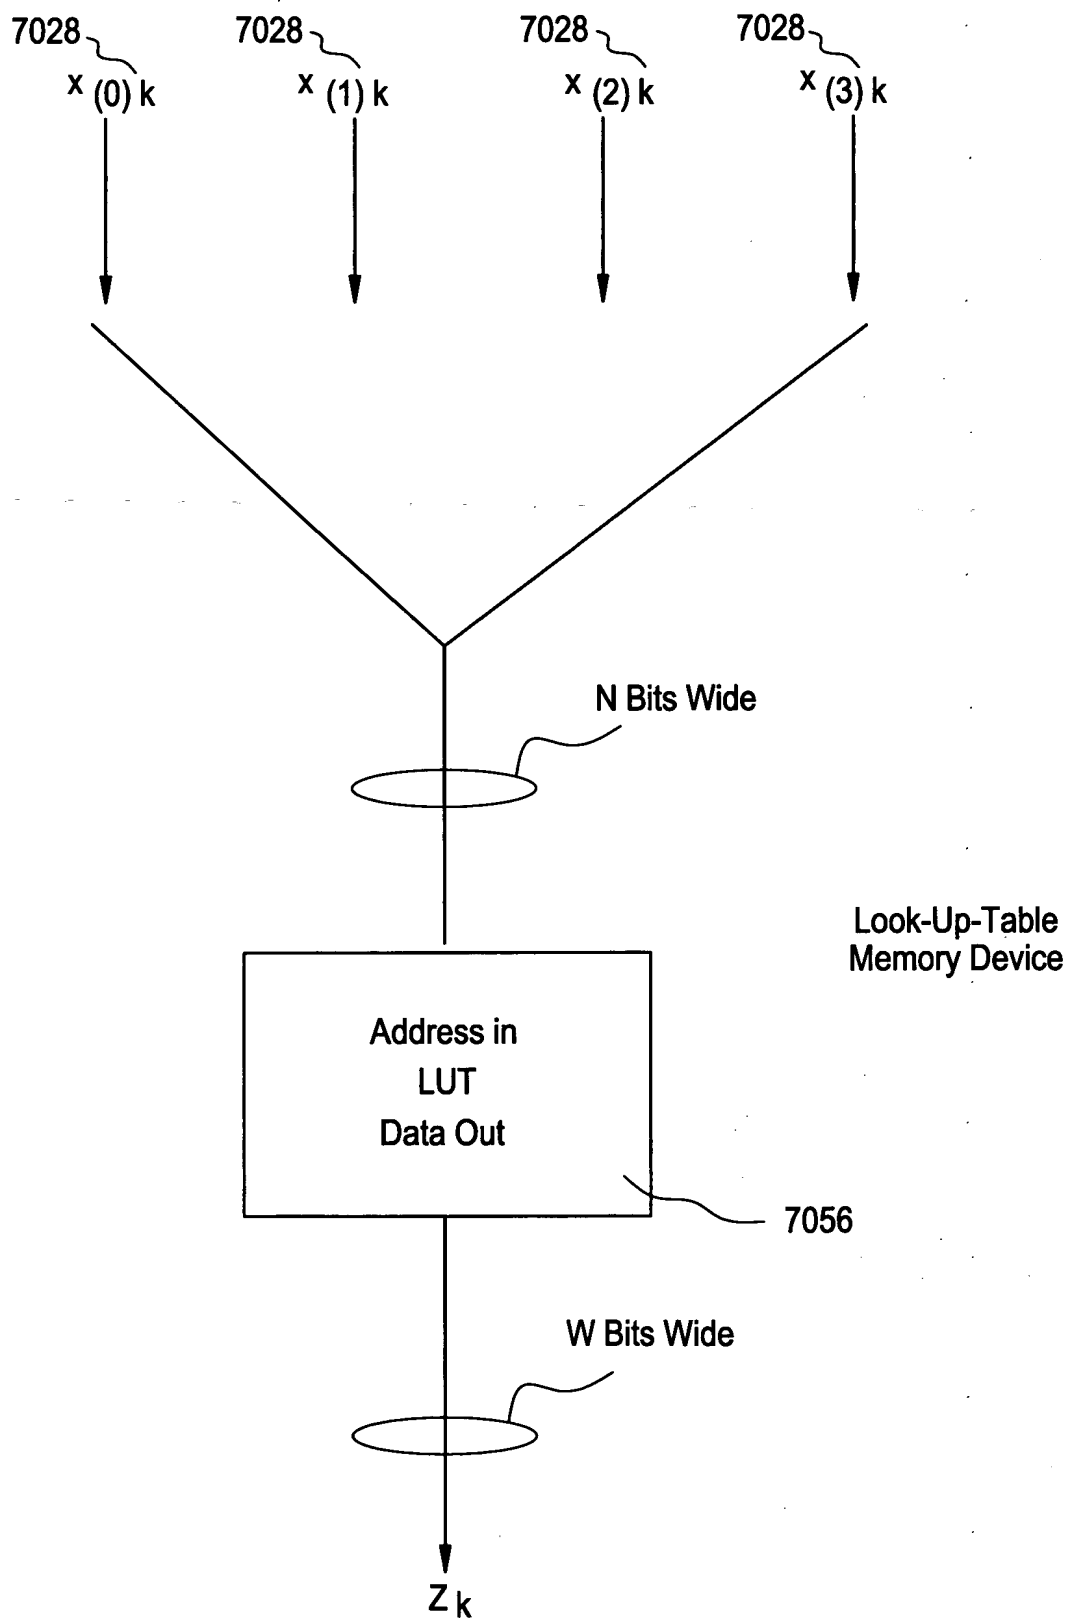 7028 7028 7028 7028
x (0) k x (1) k x (2) k x (3) k
N Bits Wide
Look-Up-Table
Memory Device
Address in
LUT
Data Out
7056
W Bits Wide
Z k